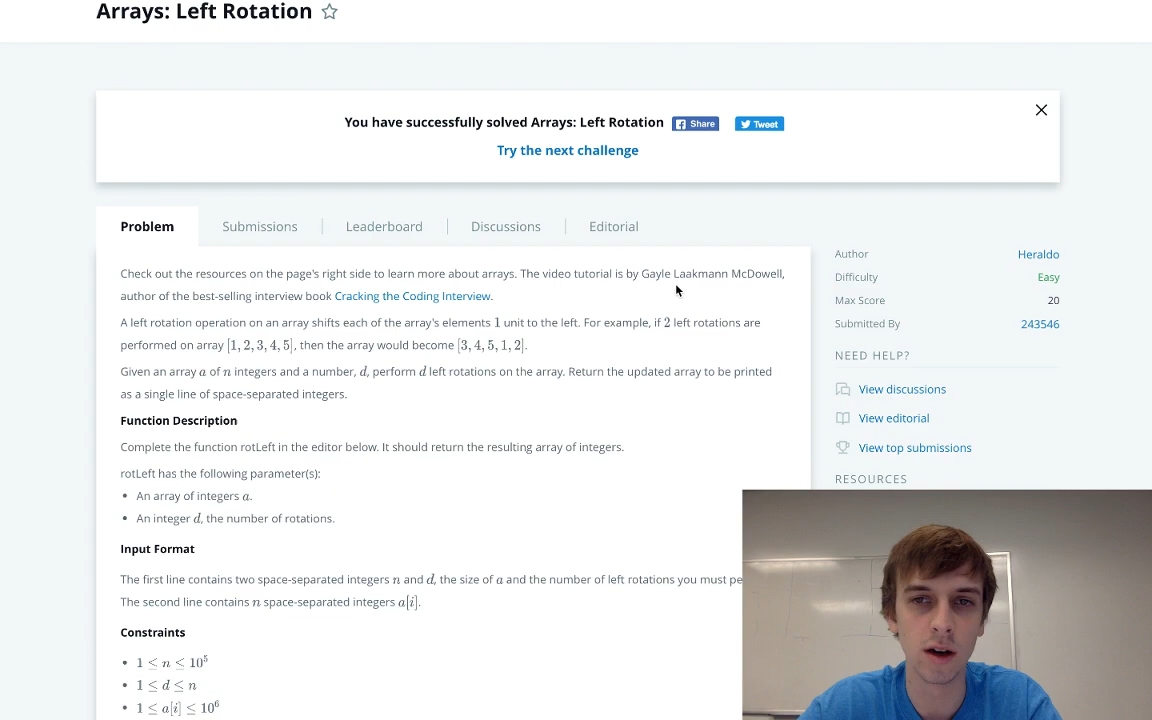 Arrays: Left Rotation
You have successfully solved Arrays: Left Rotation Share Tweet
Try the next challenge
Problem Submissions Leaderboard Discussions Editorial
Check out the resources on the page's right side to learn more about arrays. The video tutorial is by Gayle Laakmann McDowell,
author of the best-selling interview book Cracking the Coding Interview.
A left rotation operation on an array shifts each of the array's elements 1 unit to the left. For example, if 2 left rotations are
performed on array [1, 2, 3, 4, 5], then the array would become [3, 4, 5, 1, 2].
Given an array a of n integers and a number, d, perform d left rotations on the array. Return the updated array to be printed
as a single line of space-separated integers.
Function Description
Complete the function rotLeft in the editor below. It should return the resulting array of integers.
rotLeft has the following parameter(s):
• An array of integers a.
• An integer d, the number of rotations.
Input Format
The first line contains two space-separated integers n and d, the size of a and the number of left rotations you must pe
The second line contains n space-separated integers a[i].
Constraints
• 1 ≤ n ≤ 10⁵
• 1 ≤ d ≤ n
• 1 ≤ a[i] ≤ 10⁶
Author Heraldo
Difficulty Easy
Max Score 20
Submitted By 243546
NEED HELP?
View discussions
View editorial
View top submissions
RESOURCES